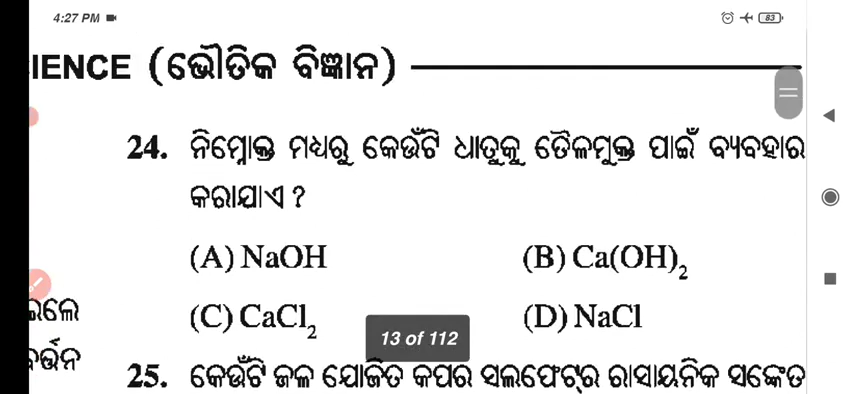 4:27 PM
83
IENCE (ଭୌତିକ ବିଜ୍ଞାନ)
24. ନିମ୍ନୋକ୍ତ ମଧ୍ୟରୁ କେଉଁଟି ଧାତୁକୁ ତୈଳମୁକ୍ତ ପାଇଁ ବ୍ୟବହାର
କରାଯାଏ ?
(A) NaOH (B) Ca(OH)₂
(C) CaCl₂ (D) NaCl
13 of 112
25. କେଉଁଟି ଜଳ ଯୋଜିତ କପର ସଲଫେଟ୍‌ର ରାସାୟନିକ ସଙ୍କେତ